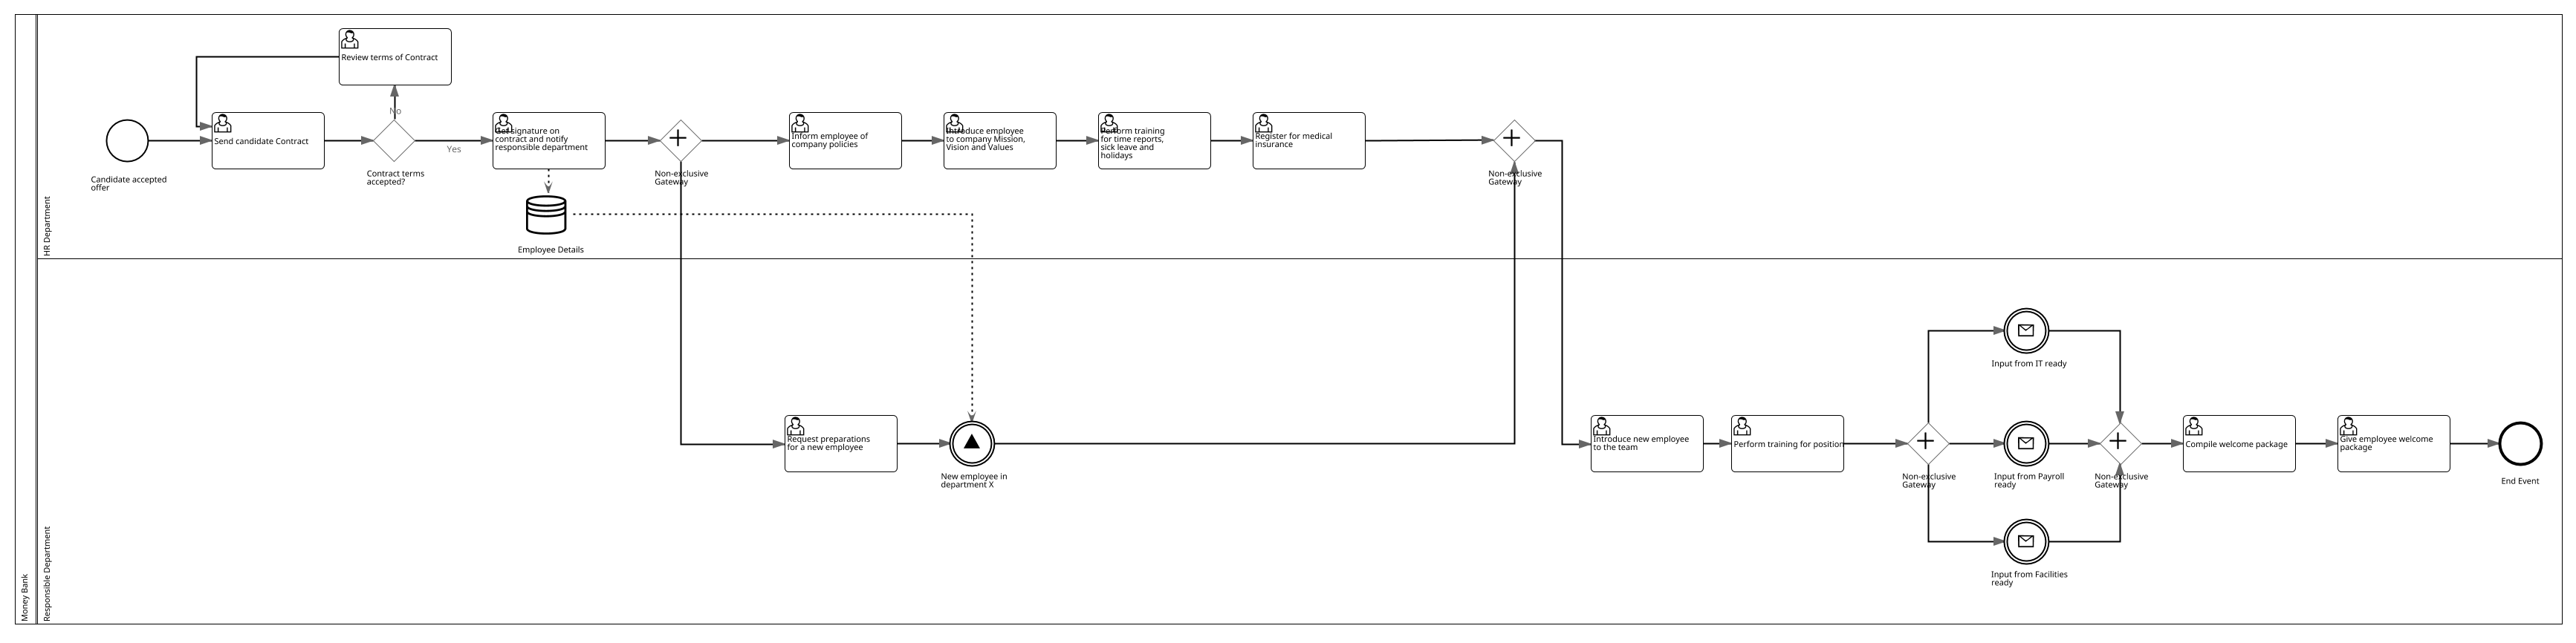 Money Bank
HR Department
Review terms of Contract
No
Candidate accepted
offer
Send candidate Contract
Contract terms
accepted?
Yes
Get signature on
contract and notify
responsible department
Employee Details
Non-exclusive
Gateway
Inform employee of
company policies
Introduce employee
to company Mission,
Vision and Values
Perform training
for time reports,
sick leave and
holidays
Register for medical
insurance
Non-exclusive
Gateway
Responsible Department
Request preparations
for a new employee
New employee in
department X
Introduce new employee
to the team
Perform training for position
Non-exclusive
Gateway
Input from IT ready
Input from Payroll
ready
Input from Facilities
ready
Non-exclusive
Gateway
Compile welcome package
Give employee welcome
package
End Event